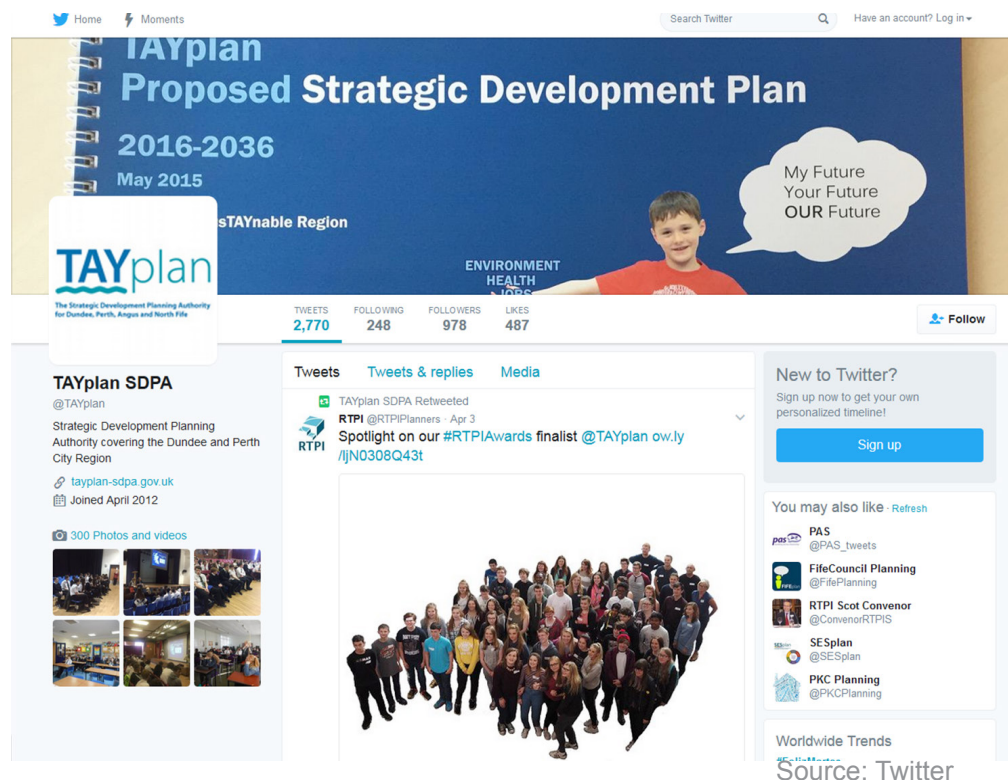 Home
Moments
Search Twitter
Have an account? Log in
TAYplan
Proposed Strategic Development Plan
2016-2036
May 2015
sTAYnable Region
My Future
Your Future
OUR Future
ENVIRONMENT
HEALTH
JOBS
TAYplan
The Strategic Development Planning Authority
for Dundee, Perth, Angus and North Fife
TWEETS FOLLOWING FOLLOWERS LIKES
2,770 248 978 487
Follow
TAYplan SDPA
@TAYplan
Strategic Development Planning
Authority covering the Dundee and Perth
City Region
tayplan-sdpa.gov.uk
Joined April 2012
300 Photos and videos
Tweets Tweets & replies Media
TAYplan SDPA Retweeted
RTPI @RTPIPlanners · Apr 3
RTPI
Spotlight on our #RTPIAwards finalist @TAYplan ow.ly
/ljN0308Q43t
New to Twitter?
Sign up now to get your own
personalized timeline!
Sign up
You may also like · Refresh
pas
PAS
@PAS_tweets
FifeCouncil Planning
@FifePlanning
RTPI Scot Convenor
@ConvenorRTPIS
SESplan
@SESplan
PKC Planning
@PKCPlanning
Worldwide Trends
Source: Twitter